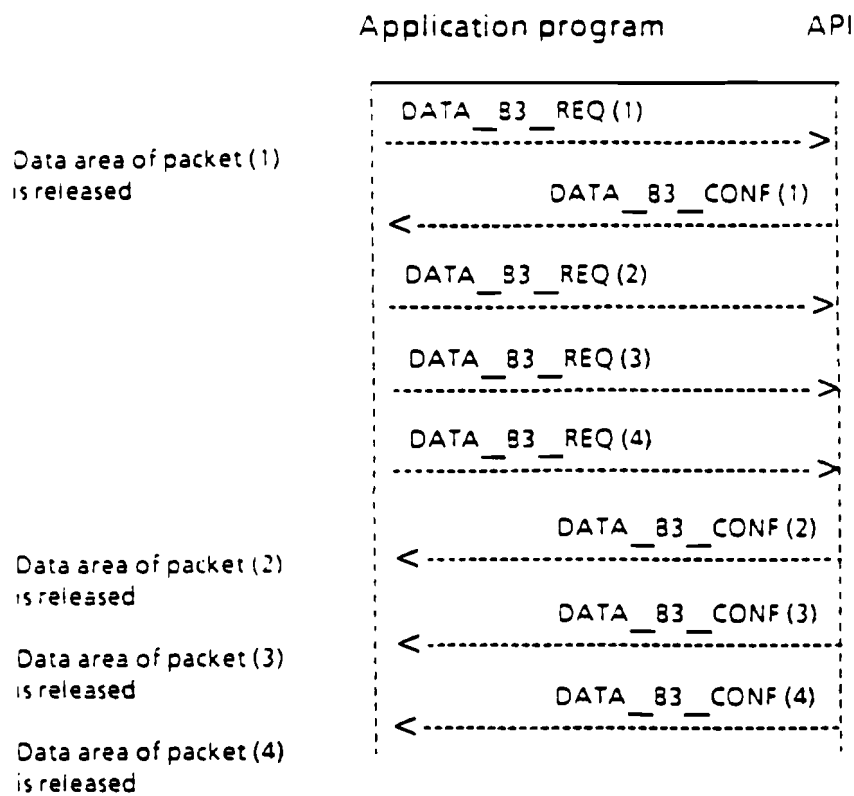 Application program API
DATA_B3_REQ (1)
Data area of packet (1)
is released
DATA_B3_CONF (1)
DATA_B3_REQ (2)
DATA_B3_REQ (3)
DATA_B3_REQ (4)
DATA_B3_CONF (2)
Data area of packet (2)
is released
DATA_B3_CONF (3)
Data area of packet (3)
is released
DATA_B3_CONF (4)
Data area of packet (4)
is released